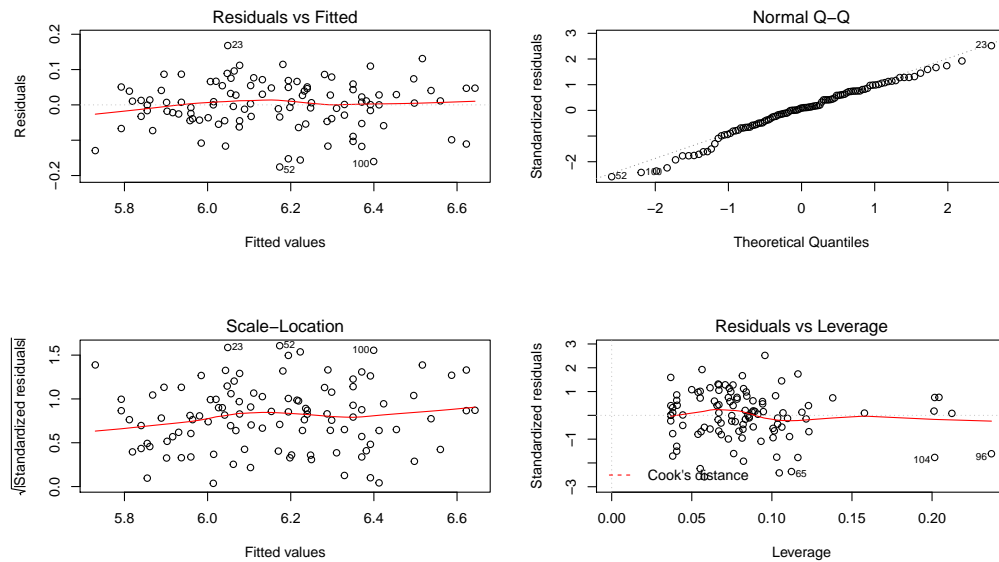 Residuals vs Fitted
Residuals
0.2
0.0
−0.2
23
52
100
5.8 6.0 6.2 6.4 6.6
Fitted values
Normal Q−Q
Standardized residuals
3
2
0
−2
23
52
−2 −1 0 1 2
Theoretical Quantiles
Scale−Location
√|Standardized residuals|
1.5
1.0
0.5
0.0
23
52
100
5.8 6.0 6.2 6.4 6.6
Fitted values
Residuals vs Leverage
Standardized residuals
3
1
−1
−3
104
96
65
Cook's distance
0.00 0.05 0.10 0.15 0.20
Leverage